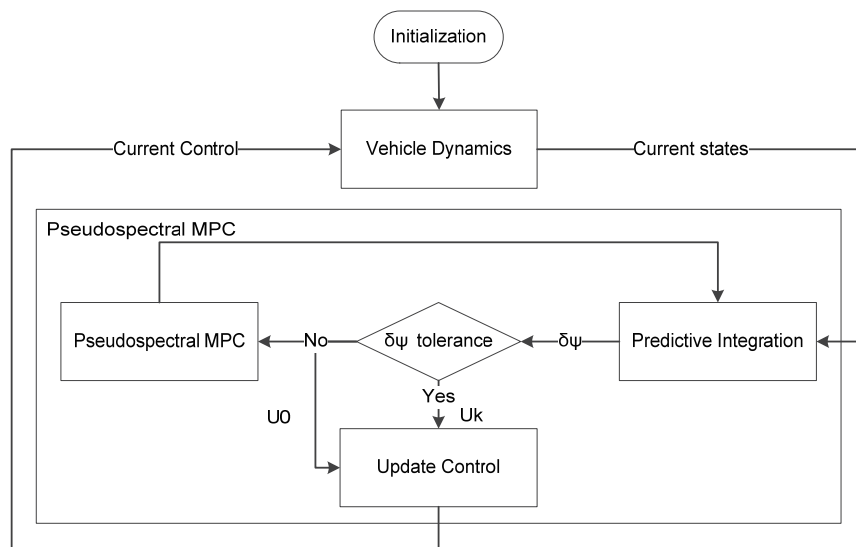 Initialization
Current Control
Vehicle Dynamics
Current states
Pseudospectral MPC
Pseudospectral MPC
No
δψ tolerance
δψ
Predictive Integration
Yes
U0
Uk
Update Control